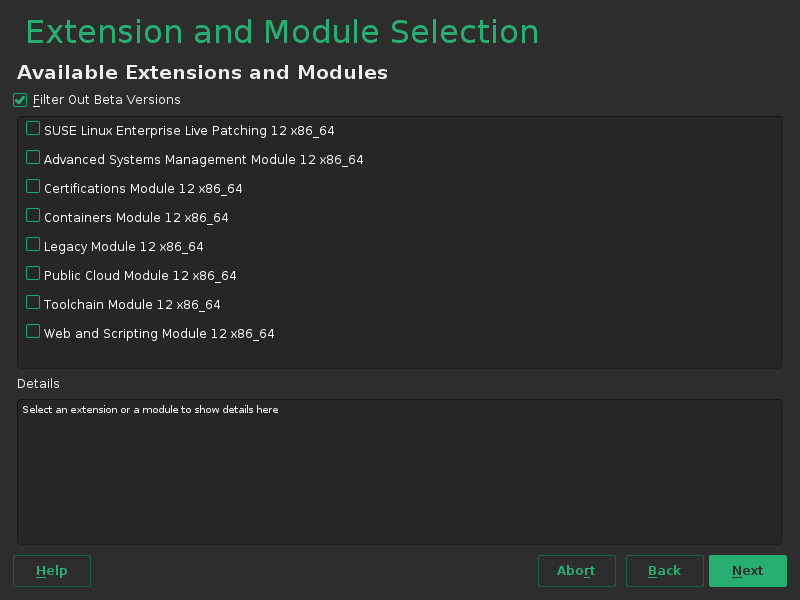 Extension and Module Selection
Available Extensions and Modules
Filter Out Beta Versions
SUSE Linux Enterprise Live Patching 12 x86_64
Advanced Systems Management Module 12 x86_64
Certifications Module 12 x86_64
Containers Module 12 x86_64
Legacy Module 12 x86_64
Public Cloud Module 12 x86_64
Toolchain Module 12 x86_64
Web and Scripting Module 12 x86_64
Details
Select an extension or a module to show details here
Help Abort Back Next